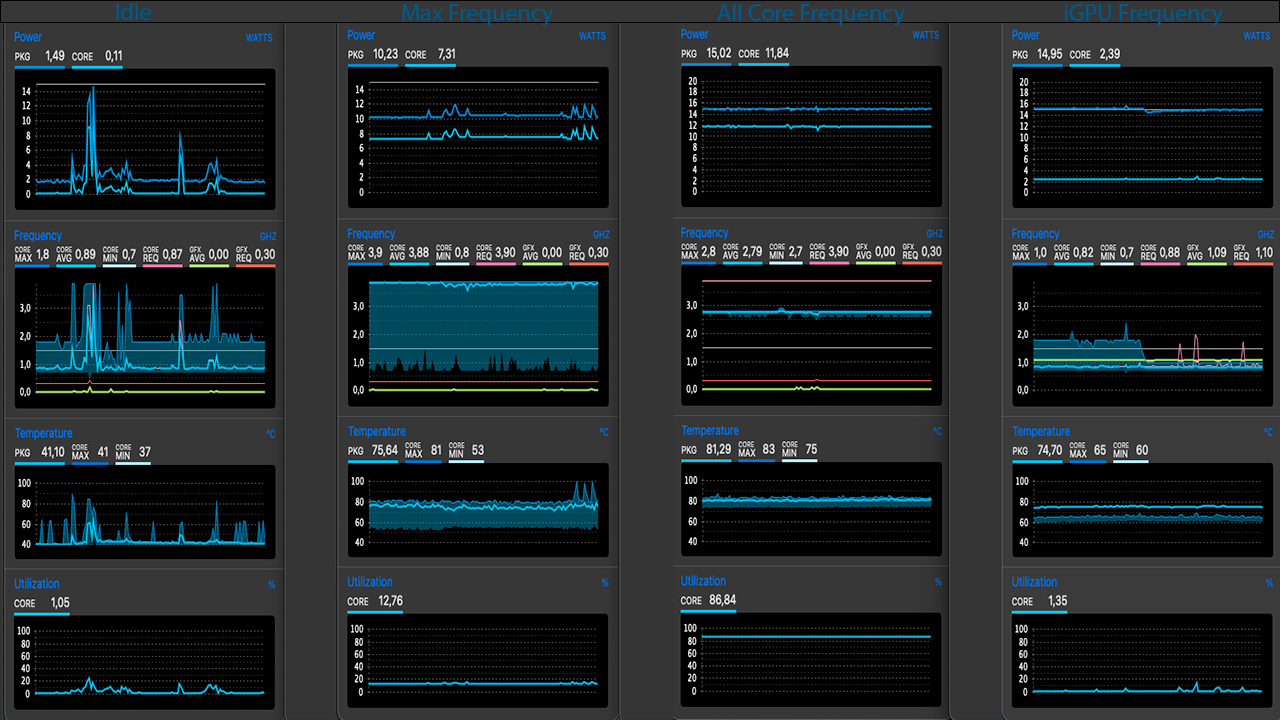 Idle
Max Frequency
All Core Frequency
iGPU Frequency
Power WATTS
PKG 1,49 CORE 0,11
14
12
10
8
6
4
2
0
Frequency GHZ
CORE MAX 1,8 CORE AVG 0,89 CORE MIN 0,7 CORE REQ 0,87 GFX AVG 0,00 GFX REQ 0,30
3,0
2,0
1,0
0,0
Temperature ºC
PKG 41,10 CORE MAX 41 CORE MIN 37
100
80
60
40
Utilization %
CORE 1,05
100
80
60
40
20
0
Power WATTS
PKG 10,23 CORE 7,31
14
12
10
8
6
4
2
0
Frequency GHZ
CORE MAX 3,9 CORE AVG 3,88 CORE MIN 0,8 CORE REQ 3,90 GFX AVG 0,00 GFX REQ 0,30
3,0
2,0
1,0
0,0
Temperature ºC
PKG 75,64 CORE MAX 81 CORE MIN 53
100
80
60
40
Utilization %
CORE 12,76
100
80
60
40
20
0
Power WATTS
PKG 15,02 CORE 11,84
20
18
16
14
12
10
8
6
4
2
0
Frequency GHZ
CORE MAX 2,8 CORE AVG 2,79 CORE MIN 2,7 CORE REQ 3,90 GFX AVG 0,00 GFX REQ 0,30
3,0
2,0
1,0
0,0
Temperature ºC
PKG 81,29 CORE MAX 83 CORE MIN 75
100
80
60
40
Utilization %
CORE 86,84
100
80
60
40
20
0
Power WATTS
PKG 14,95 CORE 2,39
20
18
16
14
12
10
8
6
4
2
0
Frequency GHZ
CORE MAX 1,0 CORE AVG 0,82 CORE MIN 0,7 CORE REQ 0,88 GFX AVG 1,09 GFX REQ 1,10
3,0
2,0
1,0
0,0
Temperature ºC
PKG 74,70 CORE MAX 65 CORE MIN 60
100
80
60
40
Utilization %
CORE 1,35
100
80
60
40
20
0